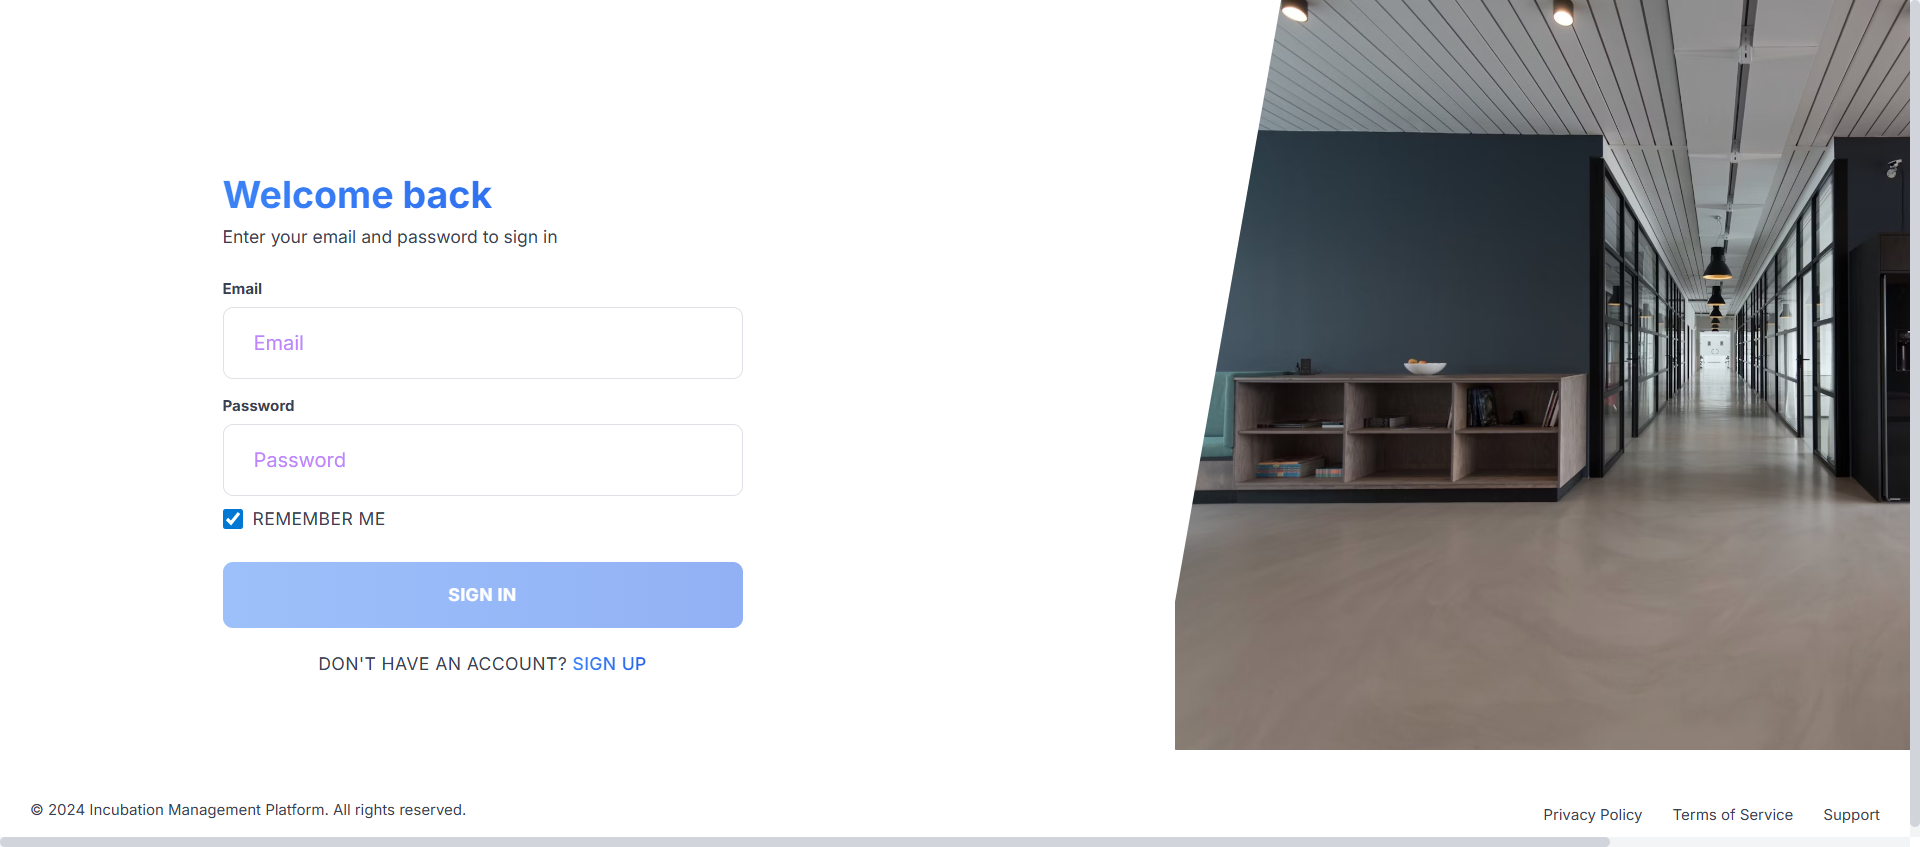 Welcome back
Enter your email and password to sign in
Email
Email
Password
Password
REMEMBER ME
SIGN IN
DON'T HAVE AN ACCOUNT? SIGN UP
© 2024 Incubation Management Platform. All rights reserved.
Privacy Policy Terms of Service Support